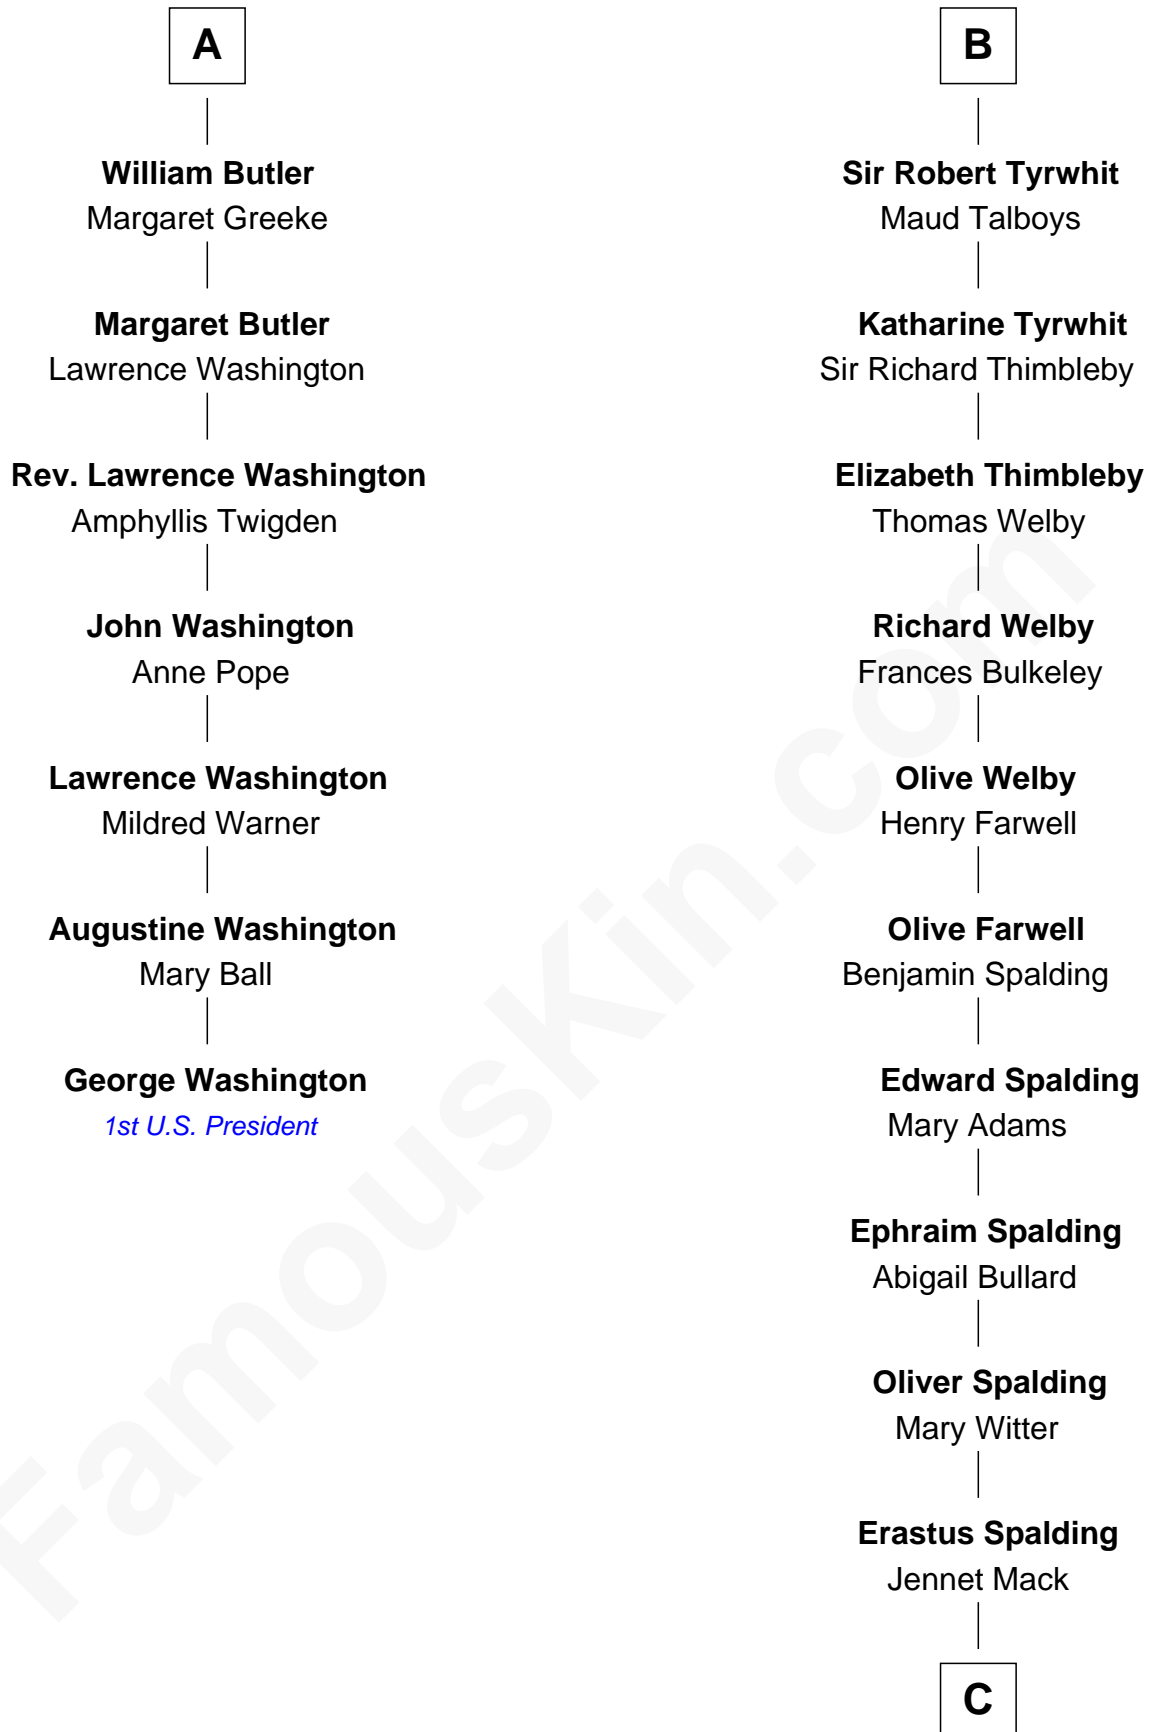 A
William Butler
Margaret Greeke
Margaret Butler
Lawrence Washington
Rev. Lawrence Washington
Amphyllis Twigden
John Washington
Anne Pope
Lawrence Washington
Mildred Warner
Augustine Washington
Mary Ball
George Washington
1st U.S. President
B
Sir Robert Tyrwhit
Maud Talboys
Katharine Tyrwhit
Sir Richard Thimbleby
Elizabeth Thimbleby
Thomas Welby
Richard Welby
Frances Bulkeley
Olive Welby
Henry Farwell
Olive Farwell
Benjamin Spalding
Edward Spalding
Mary Adams
Ephraim Spalding
Abigail Bullard
Oliver Spalding
Mary Witter
Erastus Spalding
Jennet Mack
C
FamousKin.com